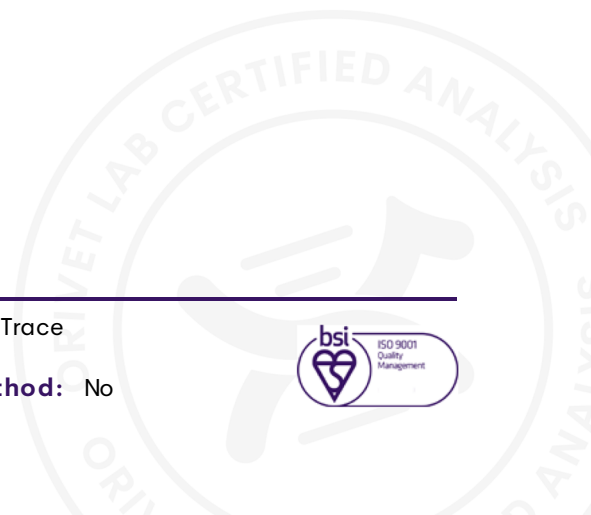 CERTIFIED ANALYSIS
ORIVET LAB
Trace
thod: No
bsi
ISO 9001
Quality
Management